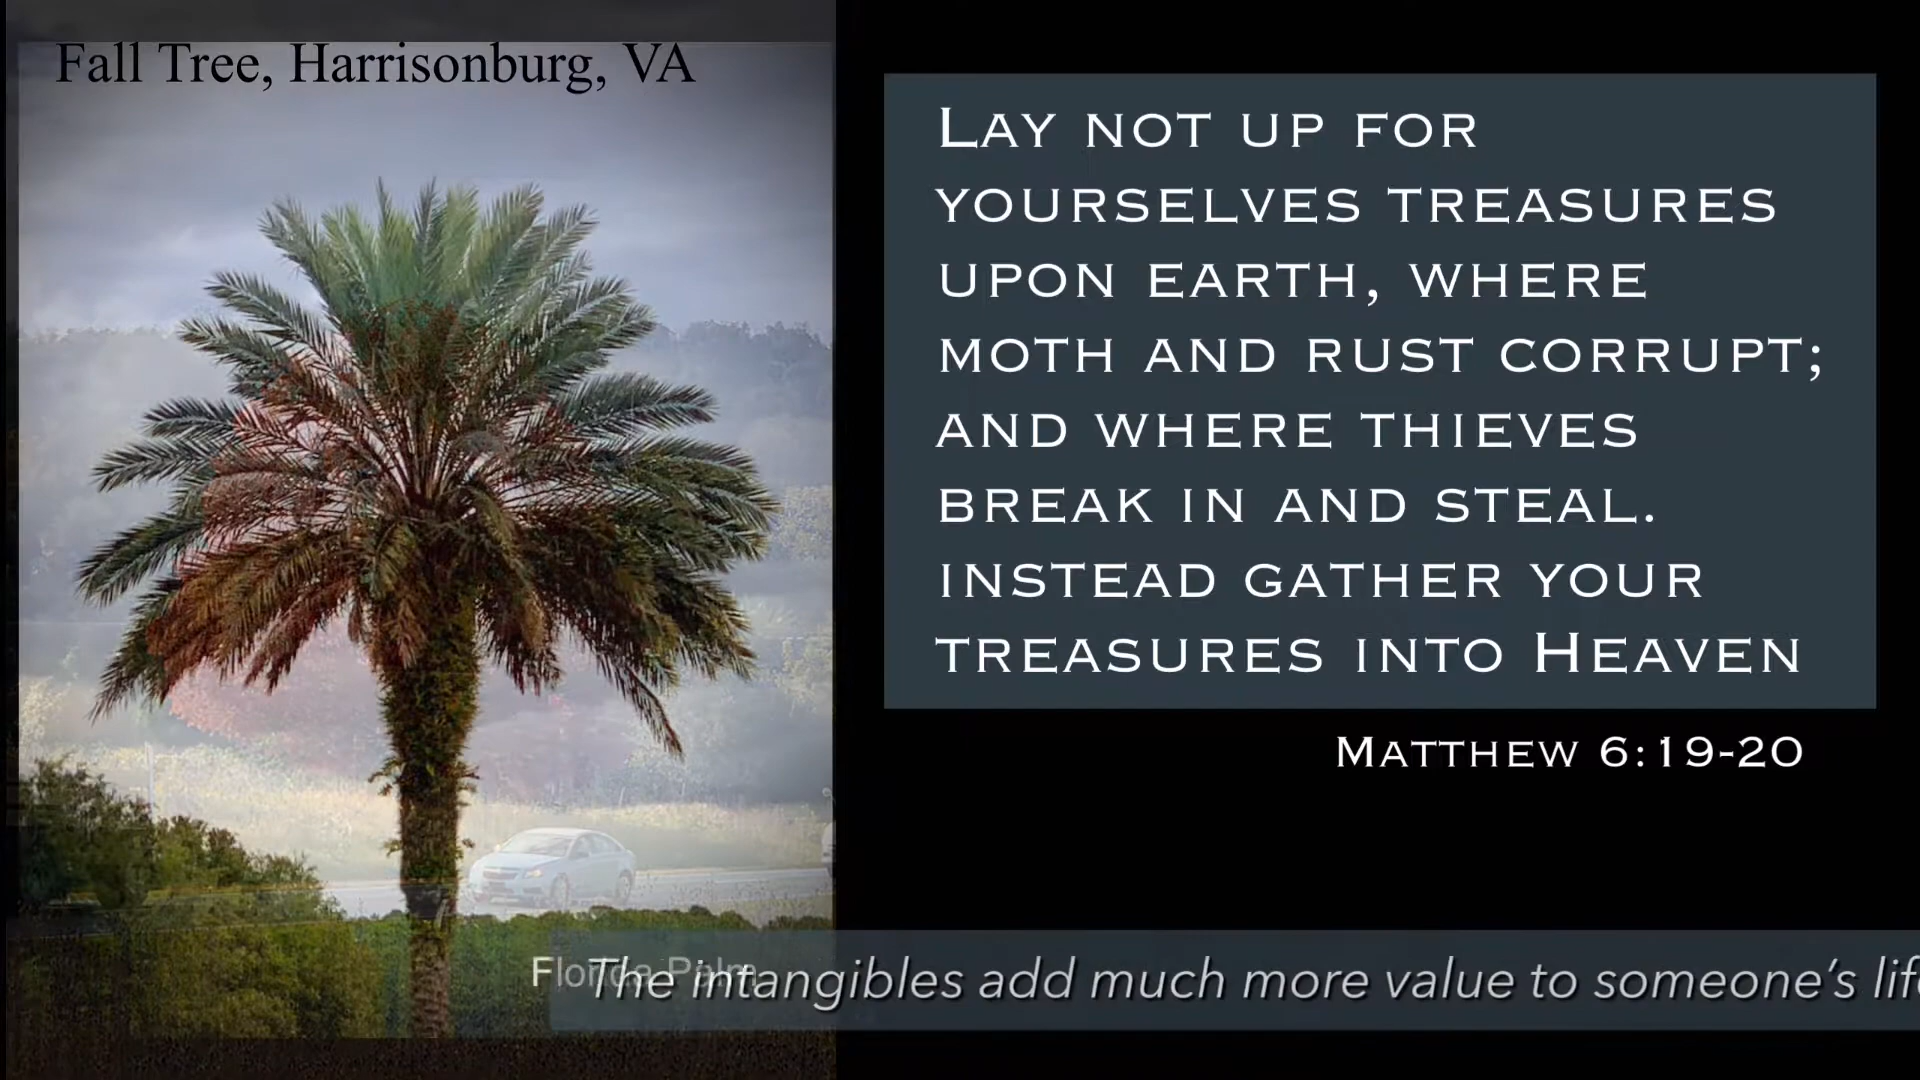 Fall Tree, Harrisonburg, VA
Lay not up for
yourselves treasures
upon earth, where
moth and rust corrupt;
and where thieves
break in and steal.
instead gather your
treasures into Heaven
Matthew 6:19-20
Florida Palm
The intangibles add much more value to someone's